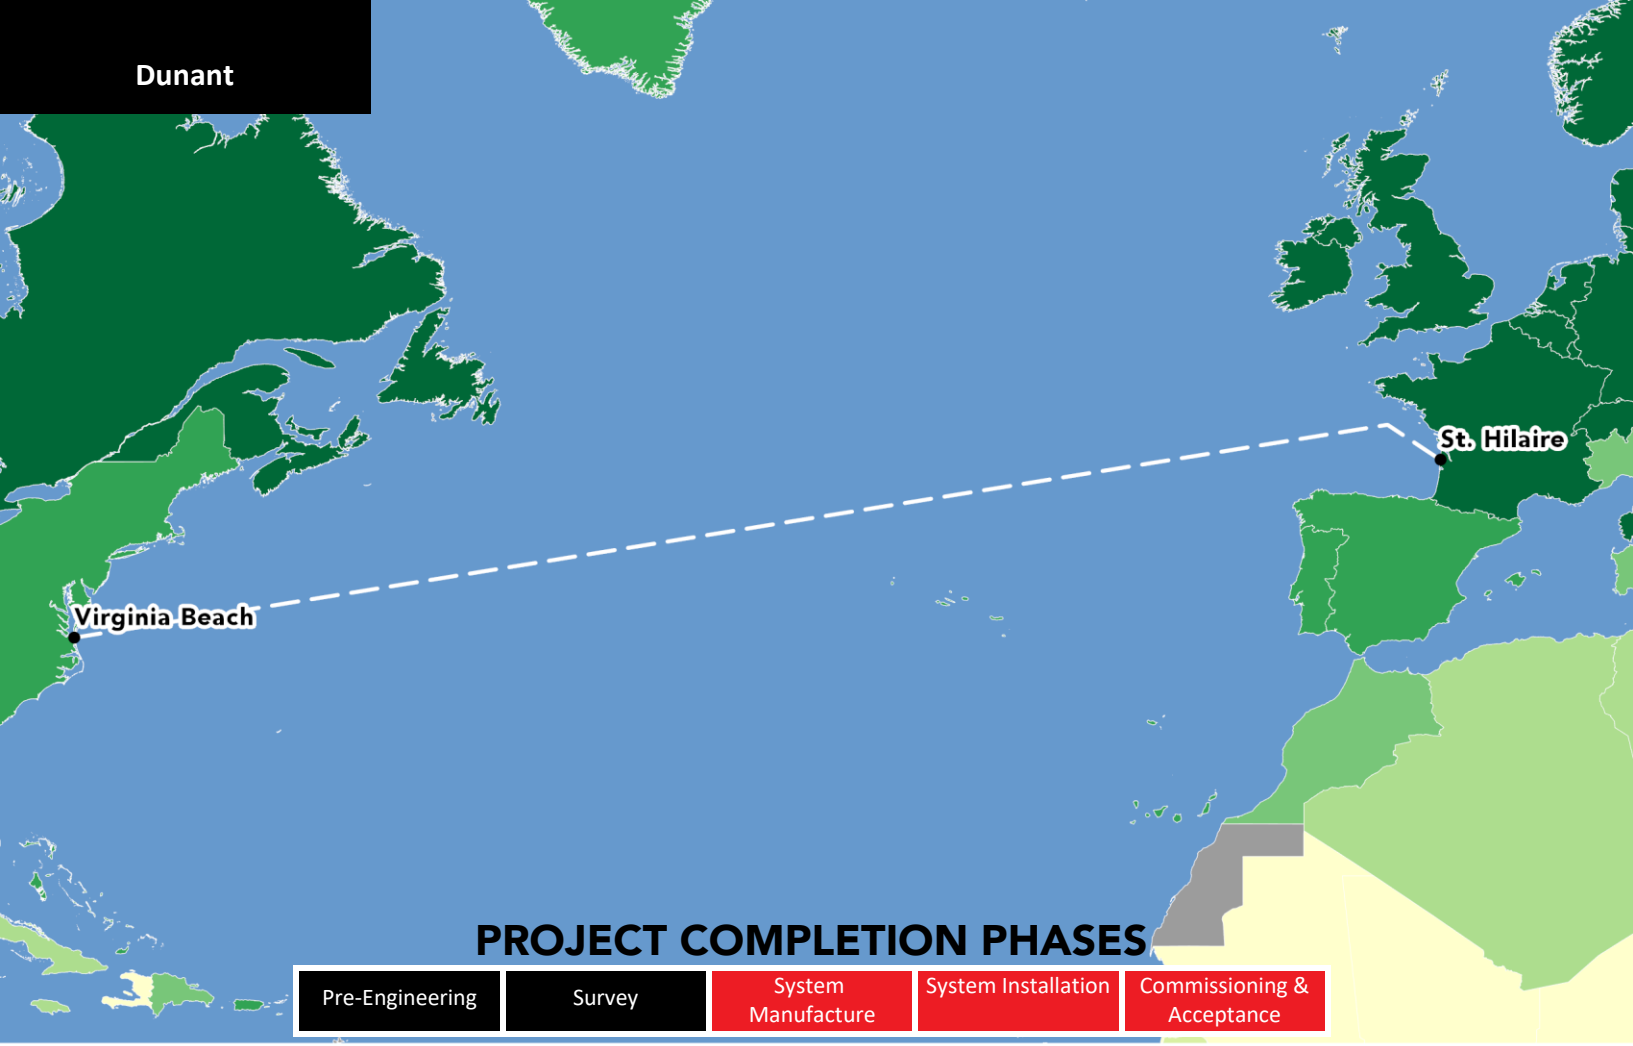 Dunant
St. Hilaire
Virginia Beach
PROJECT COMPLETION PHASES
Pre-Engineering
Survey
System
Manufacture
System Installation
Commissioning &
Acceptance